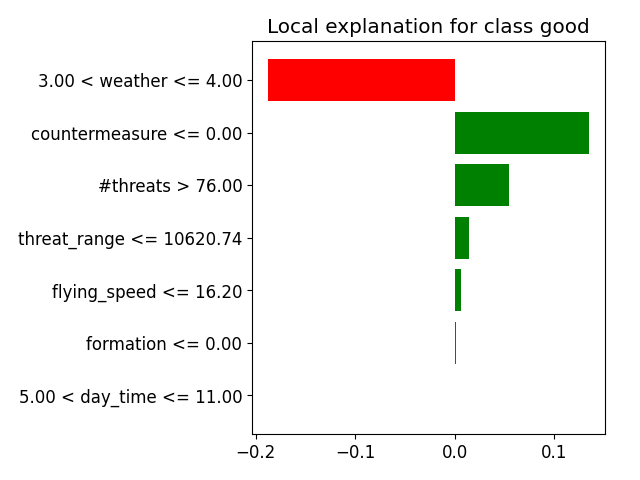 Local explanation for class good
3.00 < weather <= 4.00
countermeasure <= 0.00
#threats > 76.00
threat_range <= 10620.74
flying_speed <= 16.20
formation <= 0.00
5.00 < day_time <= 11.00
−0.2 −0.1 0.0 0.1